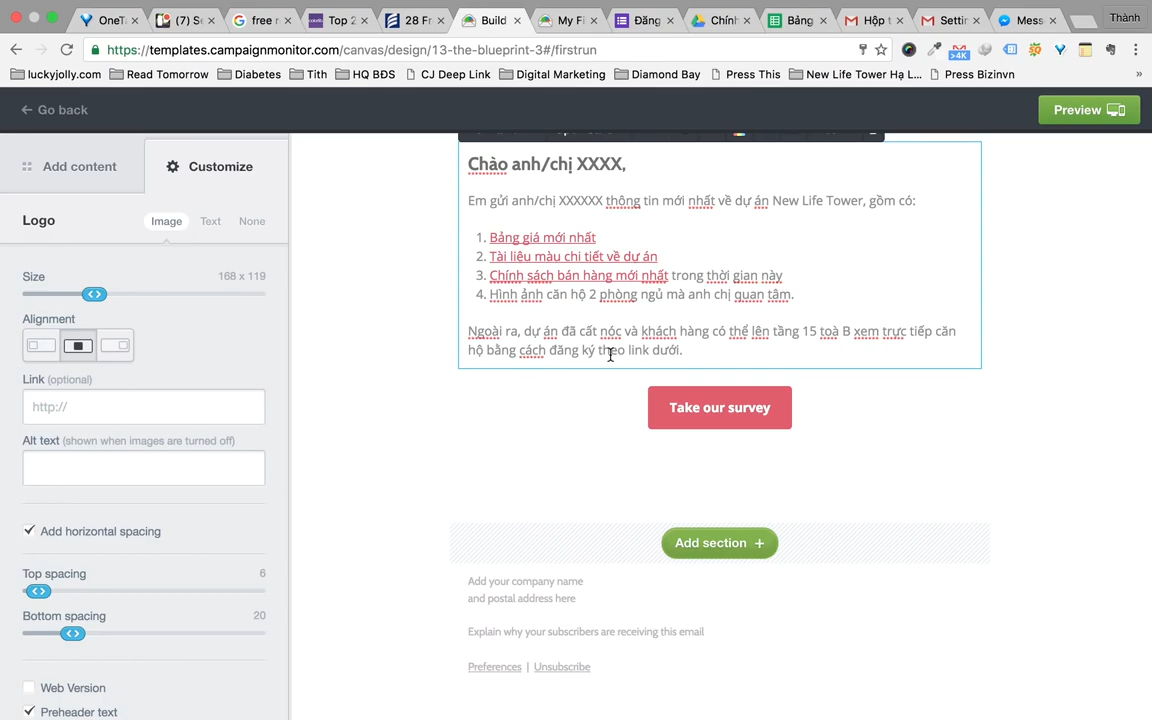 OneTa
(7) Se
free r
Top 2
28 Fr
Build
My Fi
Đăng
Chính
Bảng
Hộp t
Settin
Mess
Thành
https://templates.campaignmonitor.com/canvas/design/13-the-blueprint-3#/firstrun
>4K
luckyjolly.com
Read Tomorrow
Diabetes
Tith
HQ BĐS
CJ Deep Link
Digital Marketing
Diamond Bay
Press This
New Life Tower Hạ L...
Press Bizinvn
»
Go back
Preview
Add content
Customize
Logo
Image
Text
None
Size
168 x 119
Alignment
Link (optional)
http://
Alt text (shown when images are turned off)
Add horizontal spacing
Top spacing
6
Bottom spacing
20
Web Version
Preheader text
Chào anh/chị XXXX,
Em gửi anh/chị XXXXXX thông tin mới nhất về dự án New Life Tower, gồm có:
1. Bảng giá mới nhất
2. Tài liệu màu chi tiết về dự án
3. Chính sách bán hàng mới nhất trong thời gian này
4. Hình ảnh căn hộ 2 phòng ngủ mà anh chị quan tâm.
Ngoài ra, dự án đã cất nóc và khách hàng có thể lên tầng 15 toà B xem trực tiếp căn
hộ bằng cách đăng ký theo link dưới.
Take our survey
Add section +
Add your company name
and postal address here
Explain why your subscribers are receiving this email
Preferences | Unsubscribe